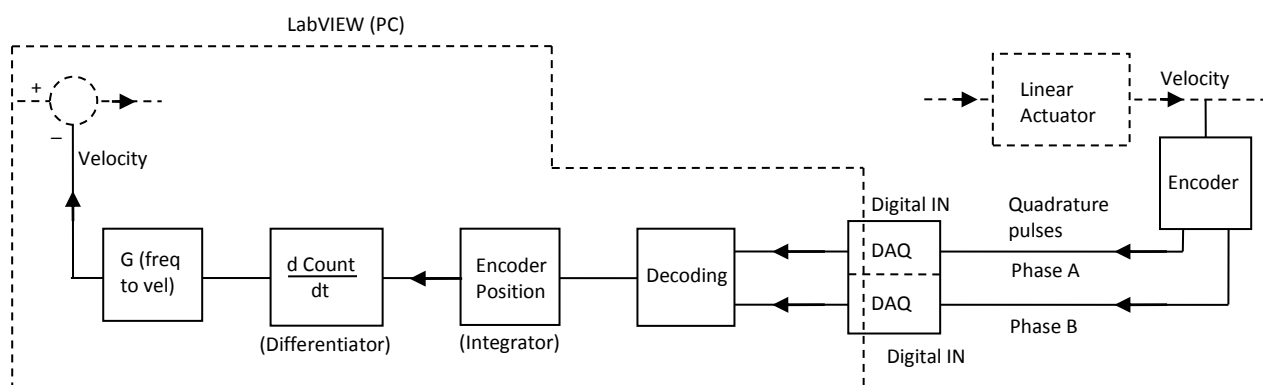 LabVIEW (PC)
+
−
Velocity
Linear
Actuator
Velocity
Encoder
Digital IN
Quadrature
pulses
Phase A
Phase B
DAQ
DAQ
Digital IN
Decoding
Encoder
Position
(Integrator)
d Count
dt
(Differentiator)
G (freq
to vel)